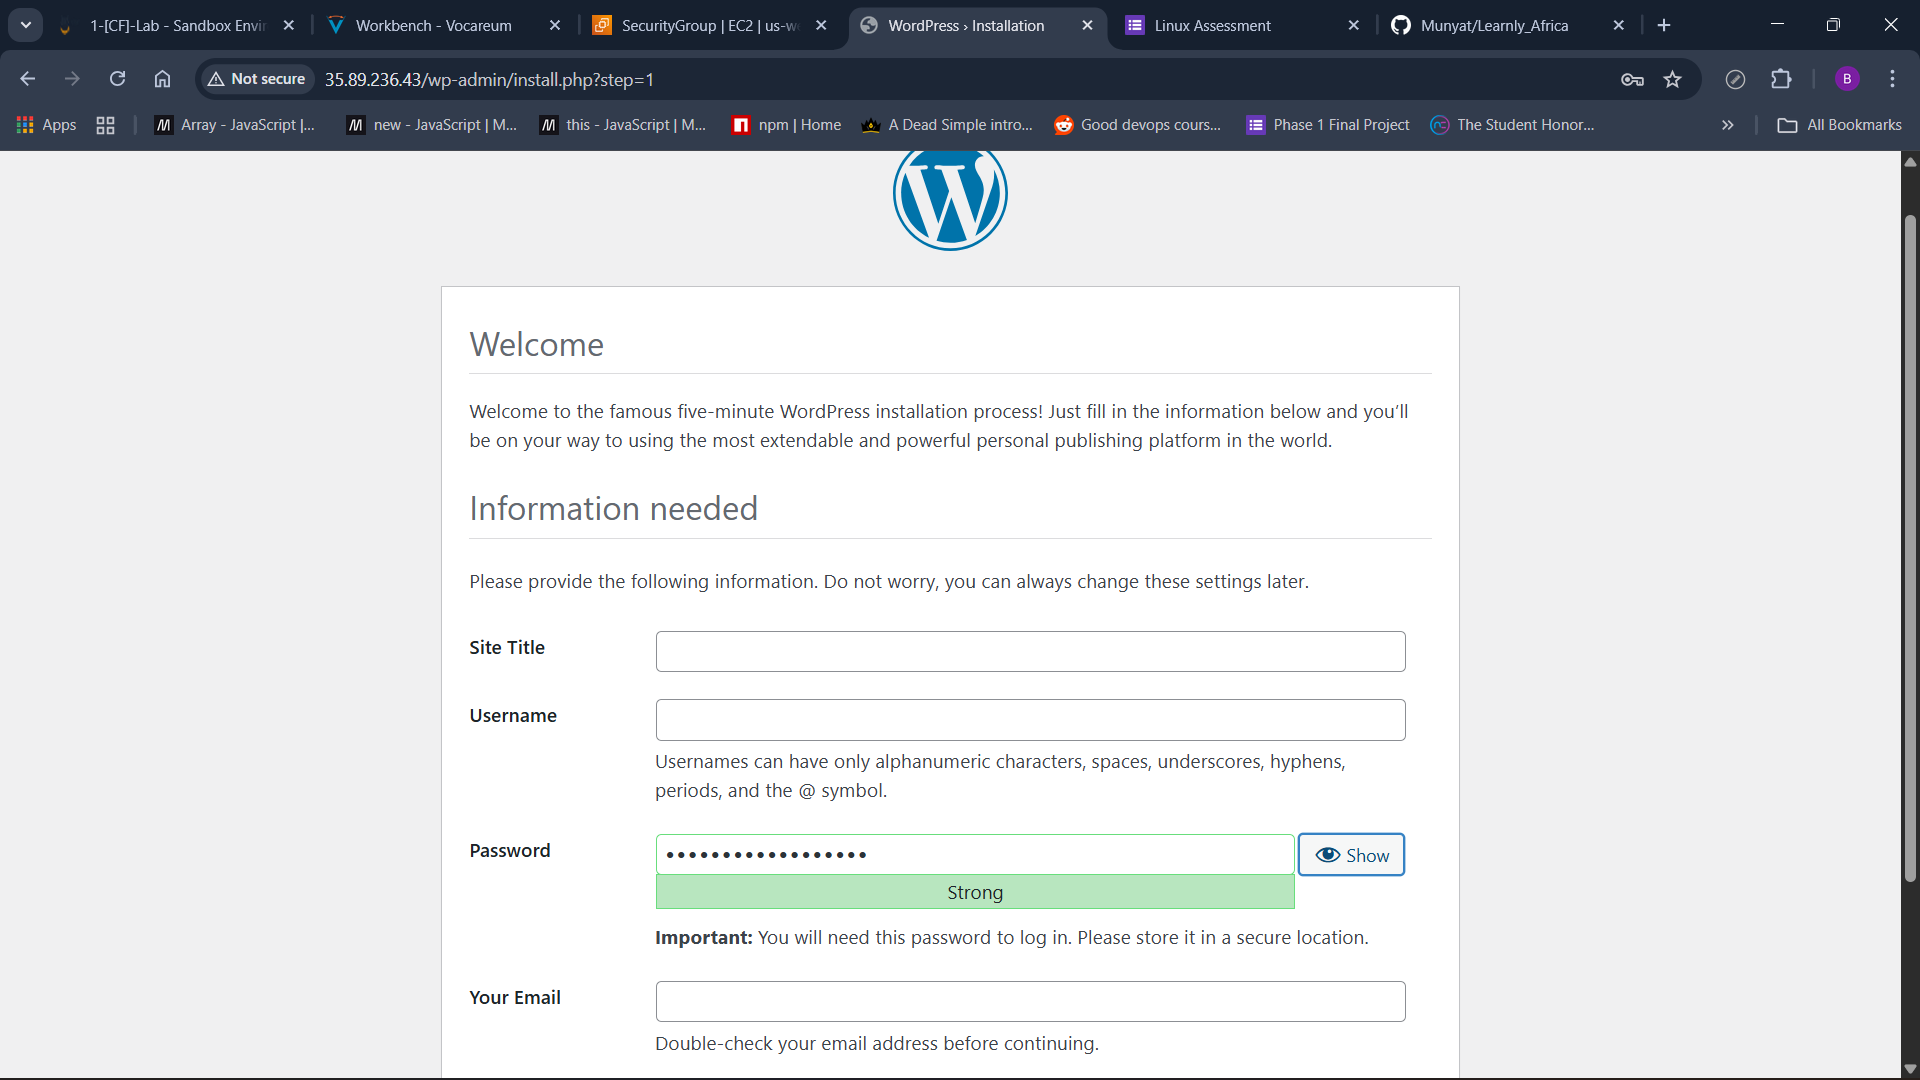 1-[CF]-Lab - Sandbox Envir
Workbench - Vocareum
SecurityGroup | EC2 | us-we
WordPress › Installation
Linux Assessment
Munyat/Learnly_Africa
Not secure
35.89.236.43/wp-admin/install.php?step=1
B
Apps
Array - JavaScript |...
new - JavaScript | M...
this - JavaScript | M...
npm | Home
A Dead Simple intro...
Good devops cours...
Phase 1 Final Project
The Student Honor...
All Bookmarks
Welcome
Welcome to the famous five-minute WordPress installation process! Just fill in the information below and you’ll
be on your way to using the most extendable and powerful personal publishing platform in the world.
Information needed
Please provide the following information. Do not worry, you can always change these settings later.
Site Title
Username
Usernames can have only alphanumeric characters, spaces, underscores, hyphens,
periods, and the @ symbol.
Password
••••••••••••••••••
Show
Strong
Important: You will need this password to log in. Please store it in a secure location.
Your Email
Double-check your email address before continuing.